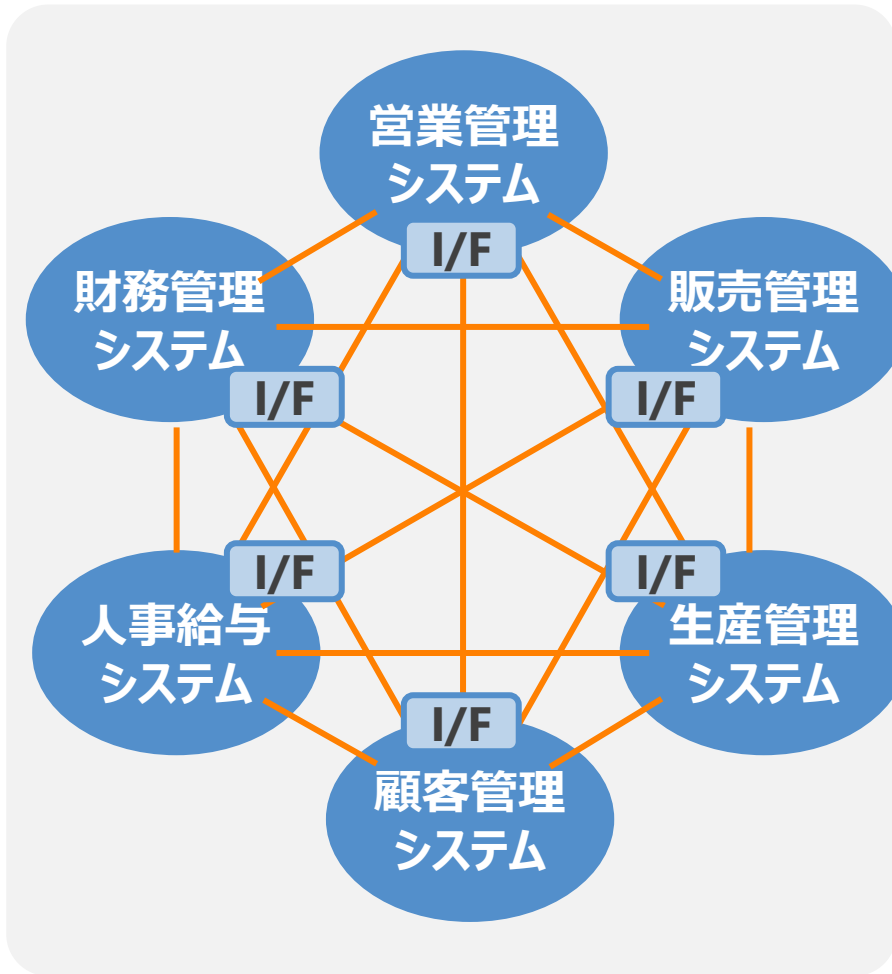 営業管理
システム
I/F
財務管理
システム
I/F
販売管理
システム
I/F
人事給与
システム
I/F
生産管理
システム
I/F
I/F
顧客管理
システム